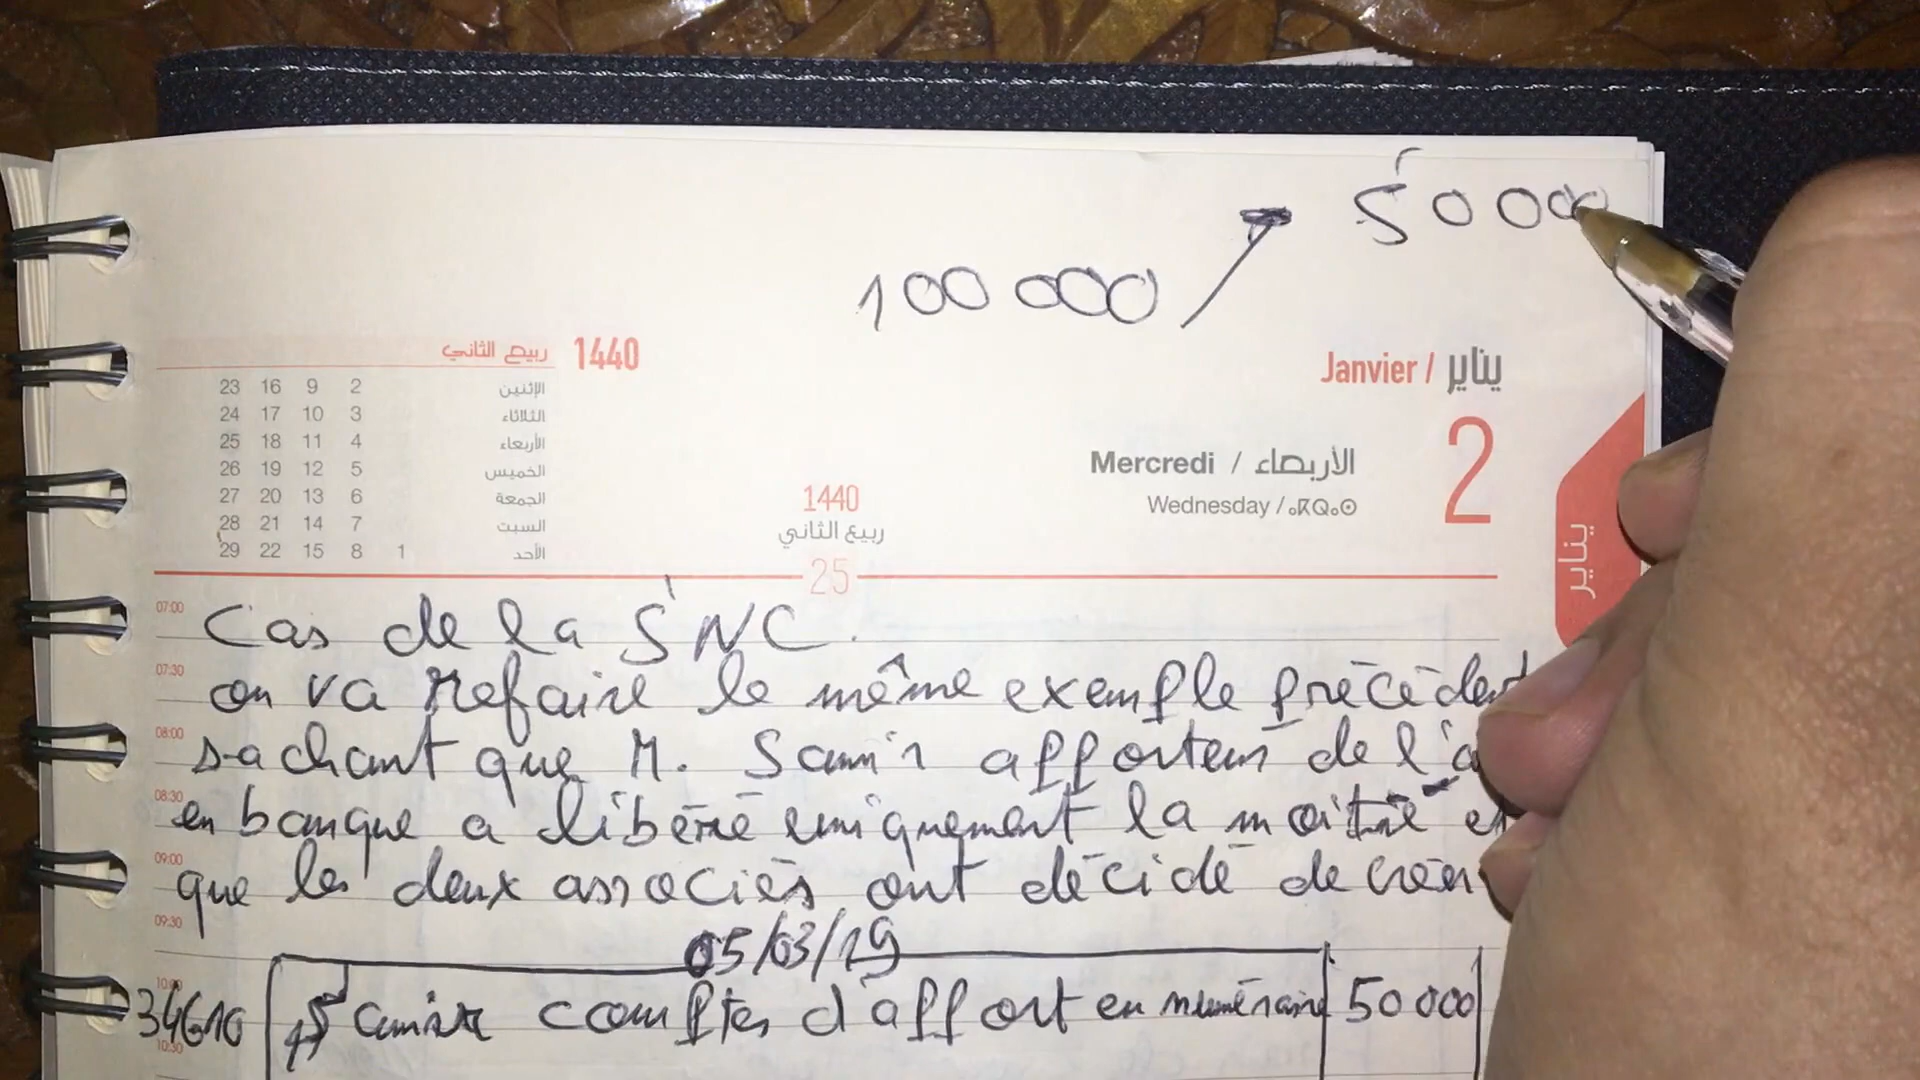 50 000
100 000
ربيع الثاني 1440
23 16 9 2 الإثنين
24 17 10 3 الثلاثاء
25 18 11 4 الأربعاء
26 19 12 5 الخميس
27 20 13 6 الجمعة
28 21 14 7 السبت
29 22 15 8 1 الأحد
1440
ربيع الثاني
25
Janvier / يناير
2
Mercredi / الأربعاء
Wednesday / ⴰⴽⵕⴰⵙ
يناير
07:00 Cas de la SNC.
07:30 on va refaire le même exemple précédent
08:00 sachant que M. Samir apporteur de l'a
08:30 en banque a libéré uniquement la moitié et
09:00 que les deux associés ont décidé de créer
09:30 05/03/19
10:00 34610 comptes d'apport en numéraire 50 000
10:30